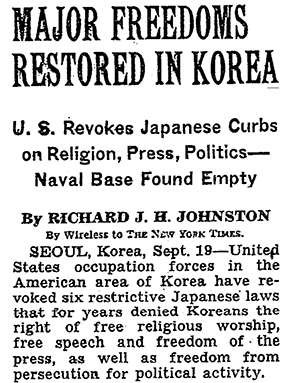 MAJOR FREEDOMS
RESTORED IN KOREA
U. S. Revokes Japanese Curbs
on Religion, Press, Politics—
Naval Base Found Empty
By RICHARD J. H. JOHNSTON
By Wireless to THE NEW YORK TIMES.
SEOUL, Korea, Sept. 19—United
States occupation forces in the
American area of Korea have re-
voked six restrictive Japanese laws
that for years denied Koreans the
right of free religious worship,
free speech and freedom of the
press, as well as freedom from
persecution for political activity.